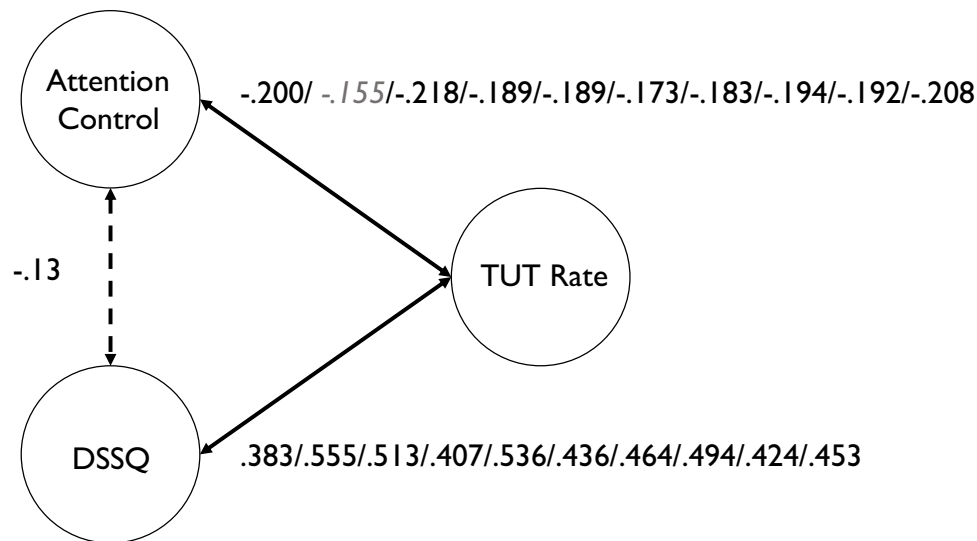 Attention
Control
-.200/ -.155/-.218/-.189/-.189/-.173/-.183/-.194/-.192/-.208
-.13
TUT Rate
DSSQ
.383/.555/.513/.407/.536/.436/.464/.494/.424/.453